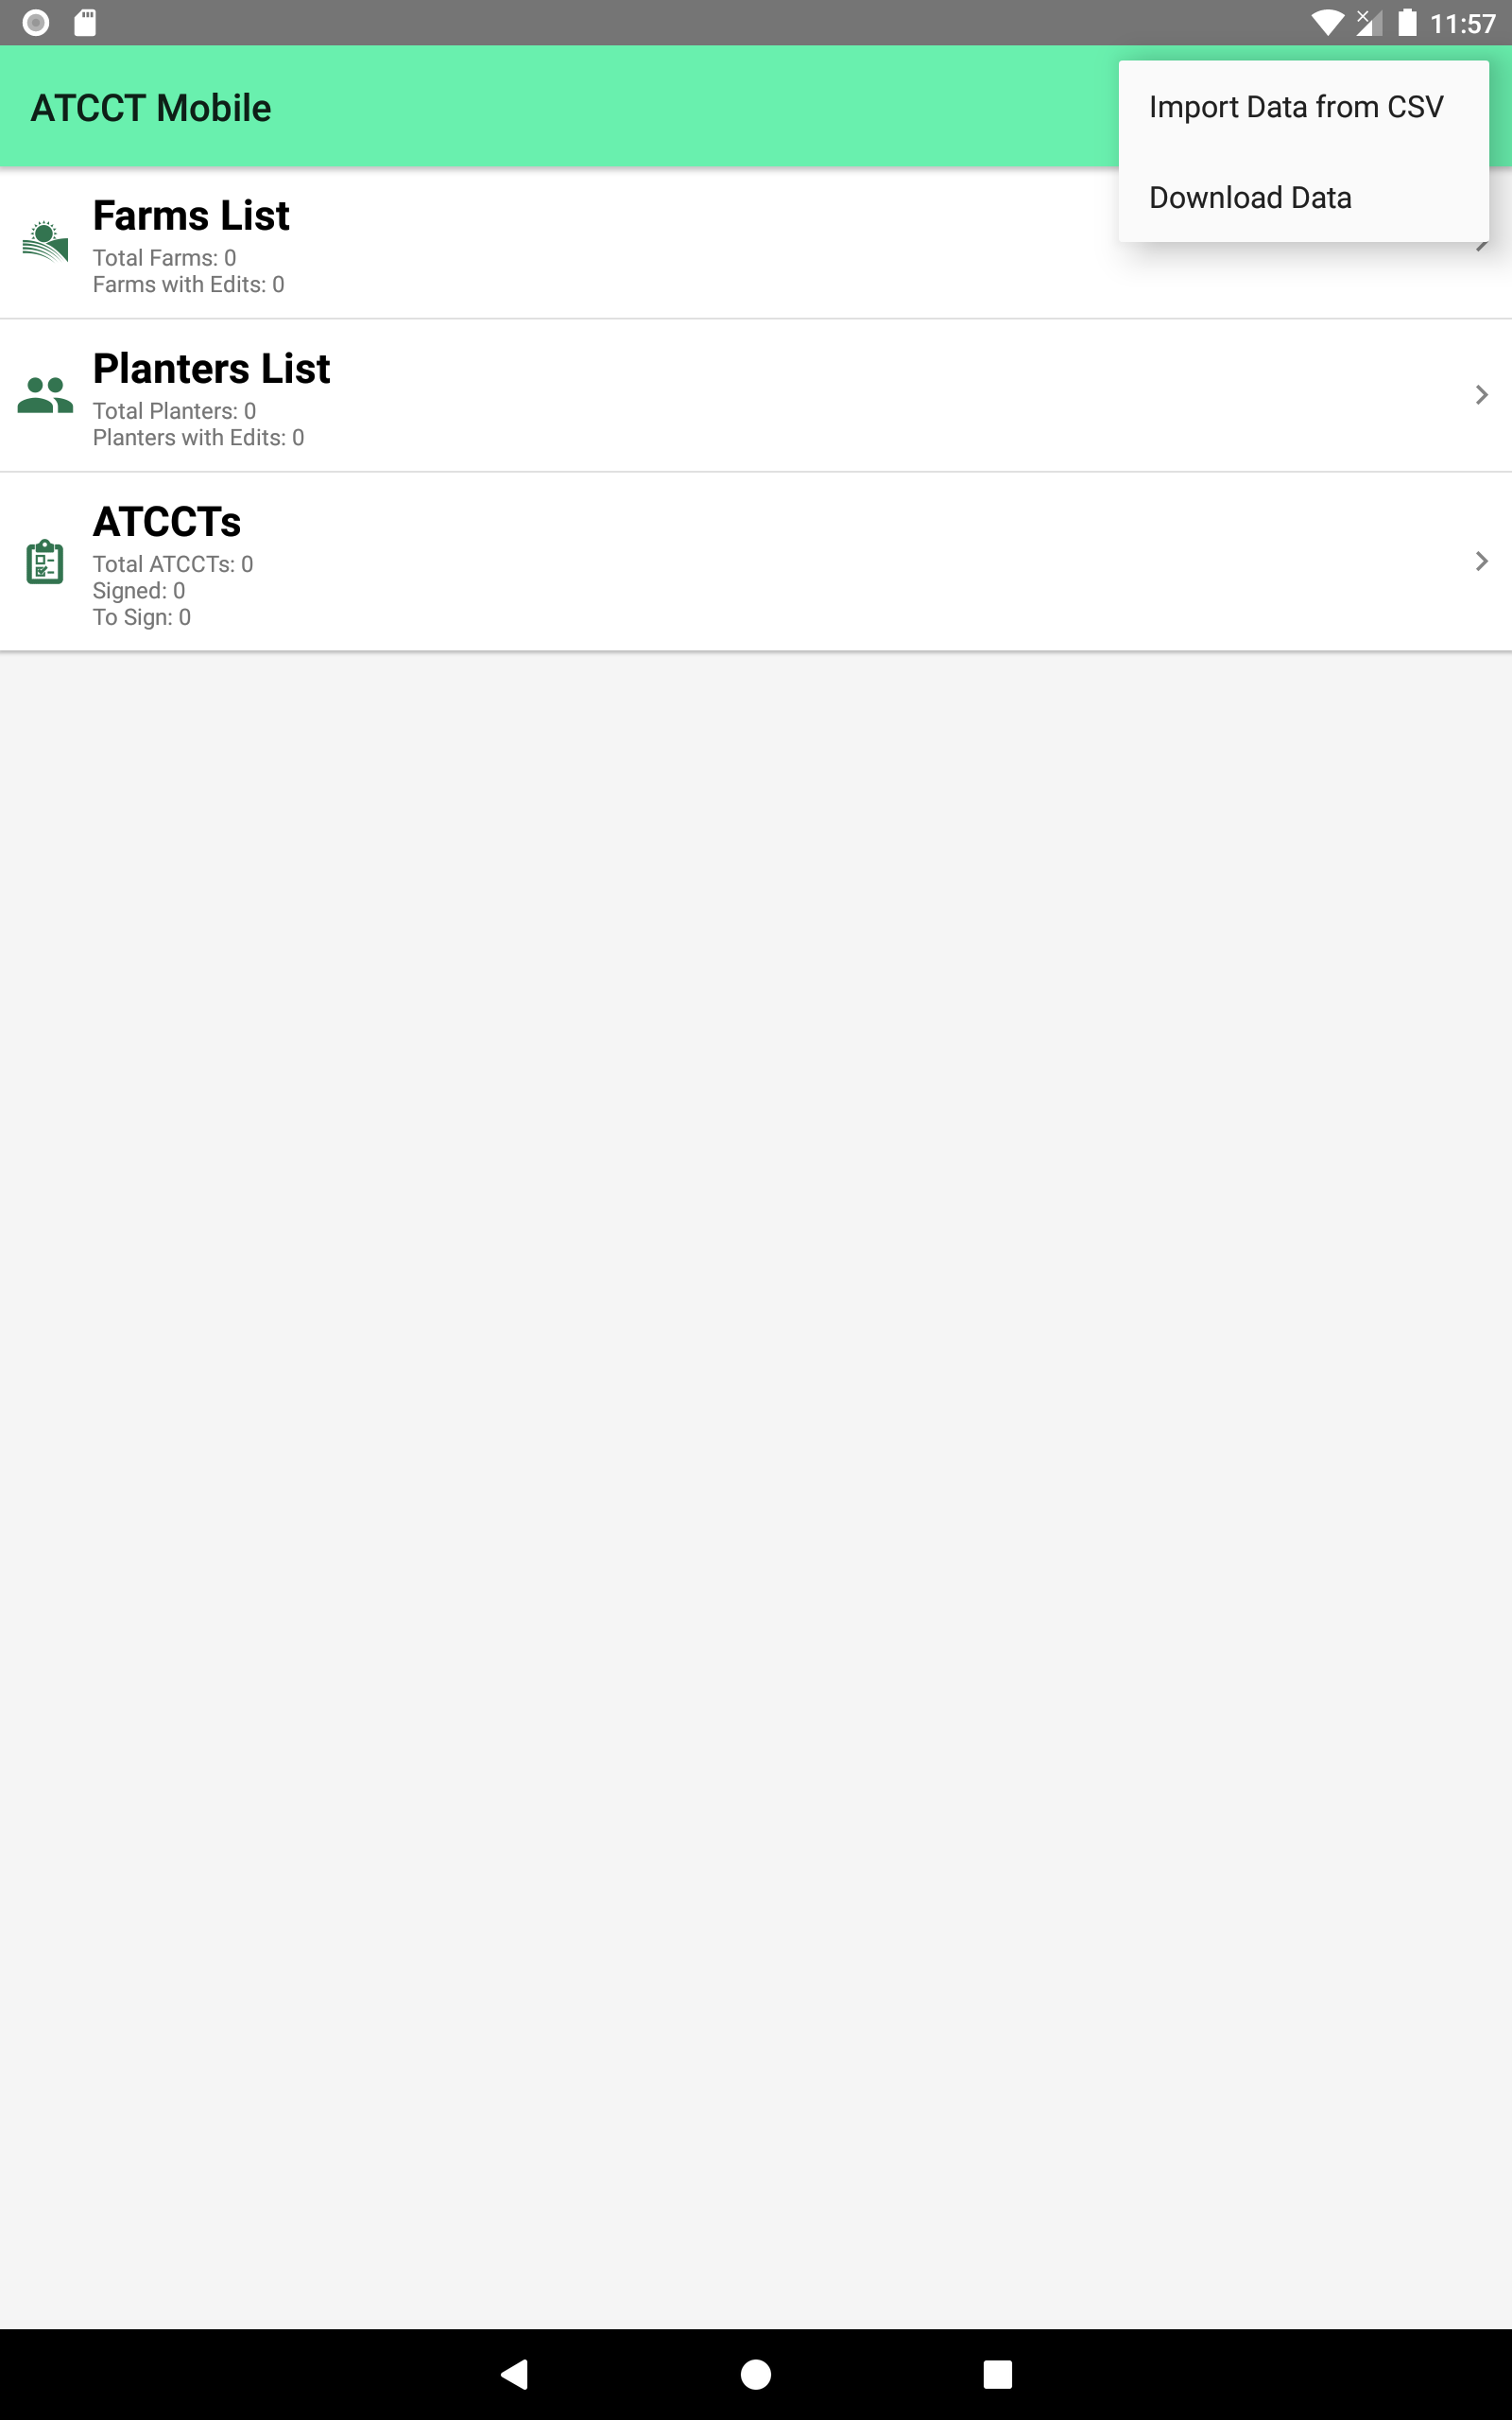 11:57
ATCCT Mobile
Import Data from CSV
Download Data
Farms List
Total Farms: 0
Farms with Edits: 0
Planters List
Total Planters: 0
Planters with Edits: 0
ATCCTs
Total ATCCTs: 0
Signed: 0
To Sign: 0